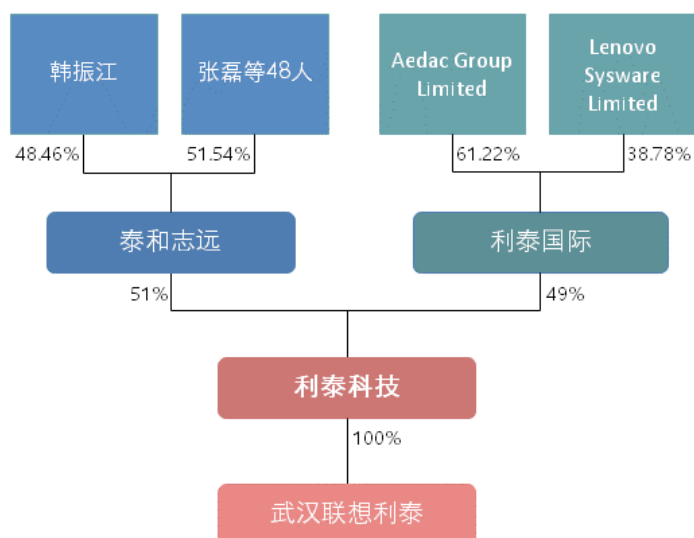 韩振江
张磊等48人
Aedac Group
Limited
Lenovo
Sysware
Limited
48.46%
51.54%
61.22%
38.78%
泰和志远
利泰国际
51%
49%
利泰科技
100%
武汉联想利泰